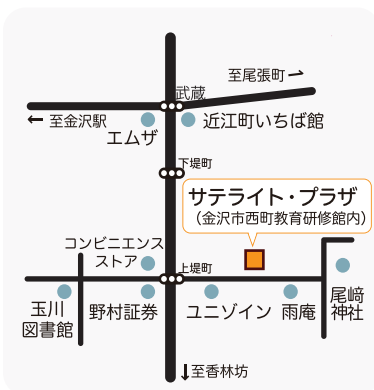 至尾張町
武蔵
至金沢駅
近江町いちば館
エムザ
下堤町
サテライト・プラザ
（金沢市西町教育研修館内）
コンビニエンス
ストア
上堤町
玉川
図書館
野村証券
ユニゾイン
雨庵
尾﨑
神社
至香林坊